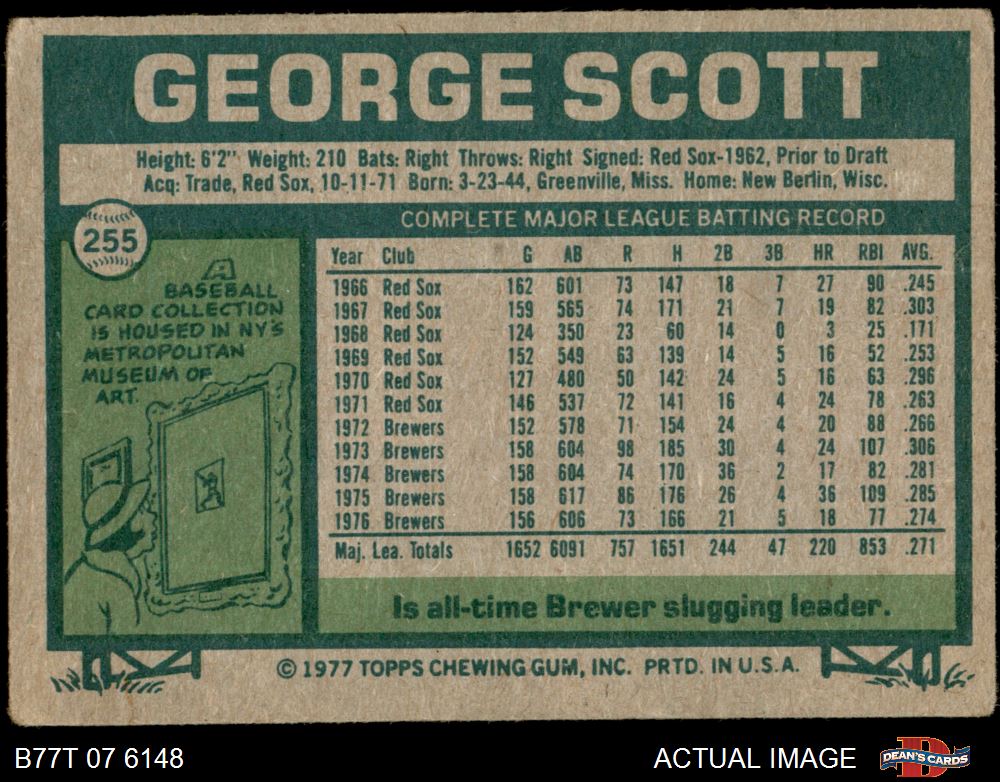 GEORGE SCOTT
Height: 6'2" Weight: 210 Bats: Right Throws: Right Signed: Red Sox-1962, Prior to Draft
Acq: Trade, Red Sox, 10-11-71 Born: 3-23-44, Greenville, Miss. Home: New Berlin, Wisc.
255
COMPLETE MAJOR LEAGUE BATTING RECORD
A
BASEBALL
CARD COLLECTION
IS HOUSED IN NY'S
METROPOLITAN
MUSEUM OF
ART.
Year Club G AB R H 2B 3B HR RBI AVG.
1966 Red Sox 162 601 73 147 18 7 27 90 .245
1967 Red Sox 159 565 74 171 21 7 19 82 .303
1968 Red Sox 124 350 23 60 14 0 3 25 .171
1969 Red Sox 152 549 63 139 14 5 16 52 .253
1970 Red Sox 127 480 50 142 24 5 16 63 .296
1971 Red Sox 146 537 72 141 16 4 24 78 .263
1972 Brewers 152 578 71 154 24 4 20 88 .266
1973 Brewers 158 604 98 185 30 4 24 107 .306
1974 Brewers 158 604 74 170 36 2 17 82 .281
1975 Brewers 158 617 86 176 26 4 36 109 .285
1976 Brewers 156 606 73 166 21 5 18 77 .274
Maj. Lea. Totals 1652 6091 757 1651 244 47 220 853 .271
Is all-time Brewer slugging leader.
© 1977 TOPPS CHEWING GUM, INC. PRTD. IN U.S.A.
B77T 07 6148
ACTUAL IMAGE
DEAN'S CARDS